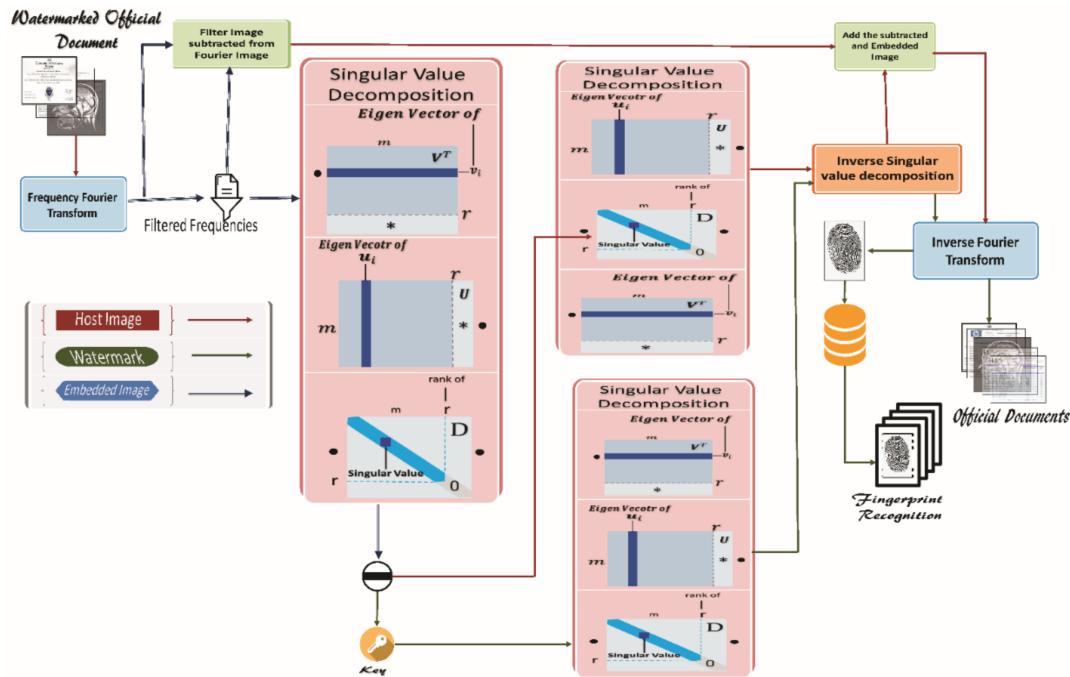 Watermarked Official
Document
Filter Image
subtracted from
Fourier Image
Frequency Fourier
Transform
Filtered Frequencies
Host Image
Watermark
Embedded Image
Singular Value
Decomposition
Eigen Vector of
m
V^T
v_i
r
*
Eigen Vecotr of
u_i
r
U
m
*
rank of
m
r
D
Singular Value
r
0
Key
Singular Value
Decomposition
Eigen Vecotr of
u_i
r
U
m
*
rank of
m
r
D
Singular Value
r
0
Eigen Vector of
m
V^T
v_i
r
*
Singular Value
Decomposition
Eigen Vector of
m
V^T
v_i
r
*
Eigen Vecotr of
u_i
r
U
m
*
rank of
m
r
D
Singular Value
r
0
Add the subtracted
and Embedded
Image
Inverse Singular
value decomposition
Inverse Fourier
Transform
Official Documents
Fingerprint
Recognition